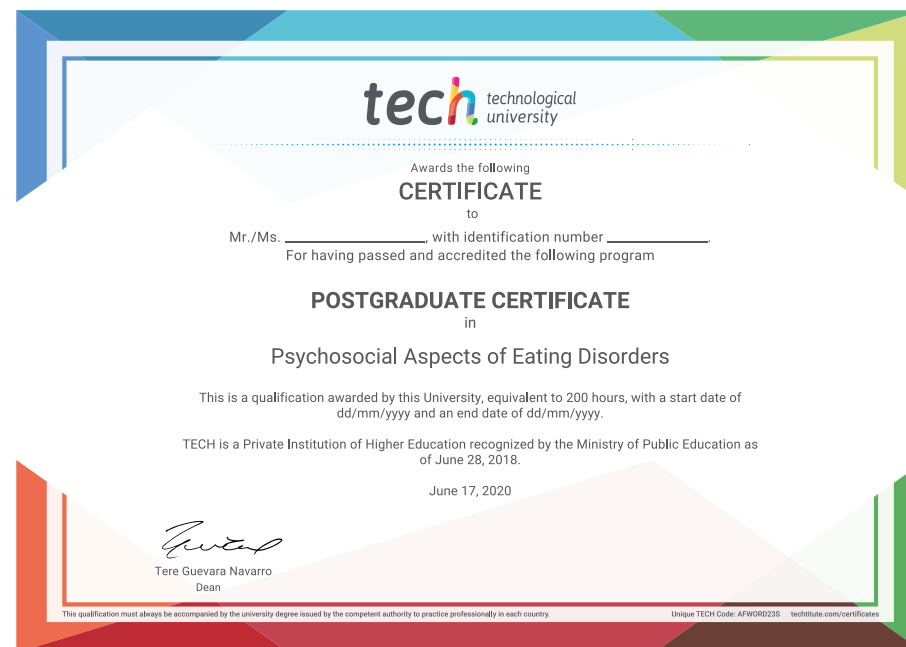 tech technological
university
Awards the following
CERTIFICATE
to
Mr./Ms. ____________________, with identification number ______________.
For having passed and accredited the following program
POSTGRADUATE CERTIFICATE
in
Psychosocial Aspects of Eating Disorders
This is a qualification awarded by this University, equivalent to 200 hours, with a start date of
dd/mm/yyyy and an end date of dd/mm/yyyy.
TECH is a Private Institution of Higher Education recognized by the Ministry of Public Education as
of June 28, 2018.
June 17, 2020
Tere Guevara Navarro
Dean
This qualification must always be accompanied by the university degree issued by the competent authority to practice professionally in each country.
Unique TECH Code: AFWORD23S techtitute.com/certificates